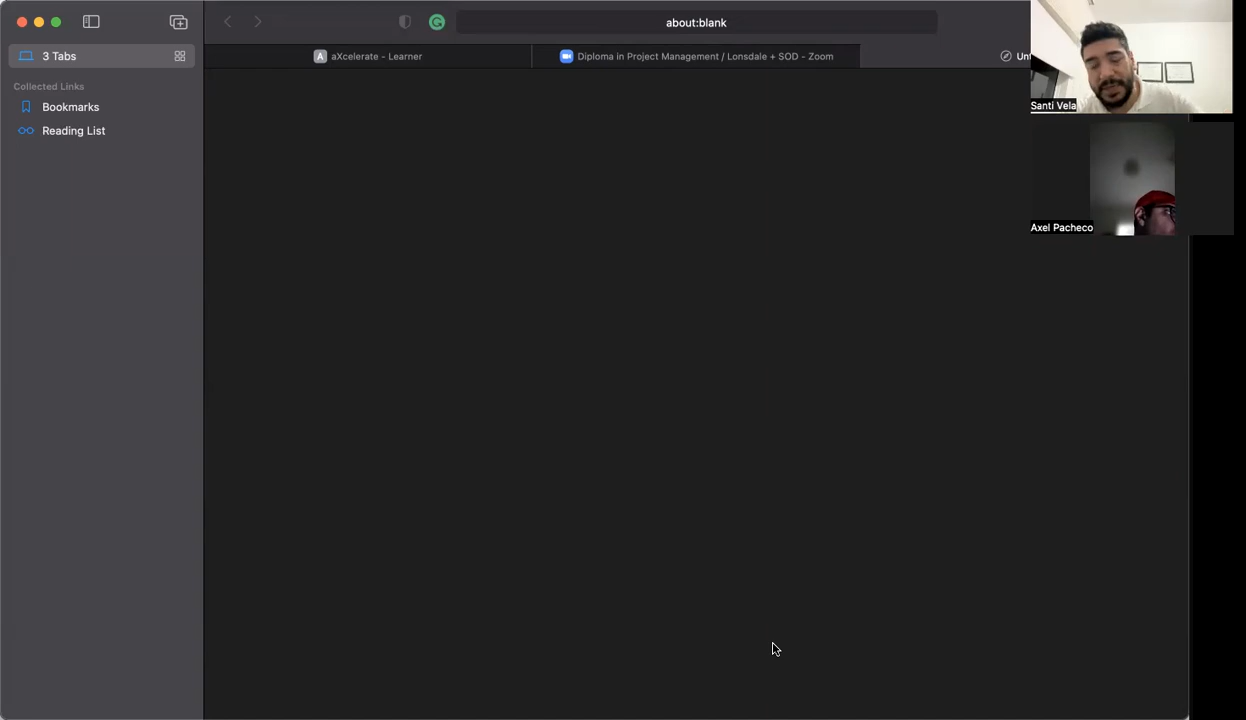 about:blank
3 Tabs
aXcelerate - Learner
Diploma in Project Management / Lonsdale + SOD - Zoom
Collected Links
Bookmarks
Reading List
Santi Vela
Axel Pacheco